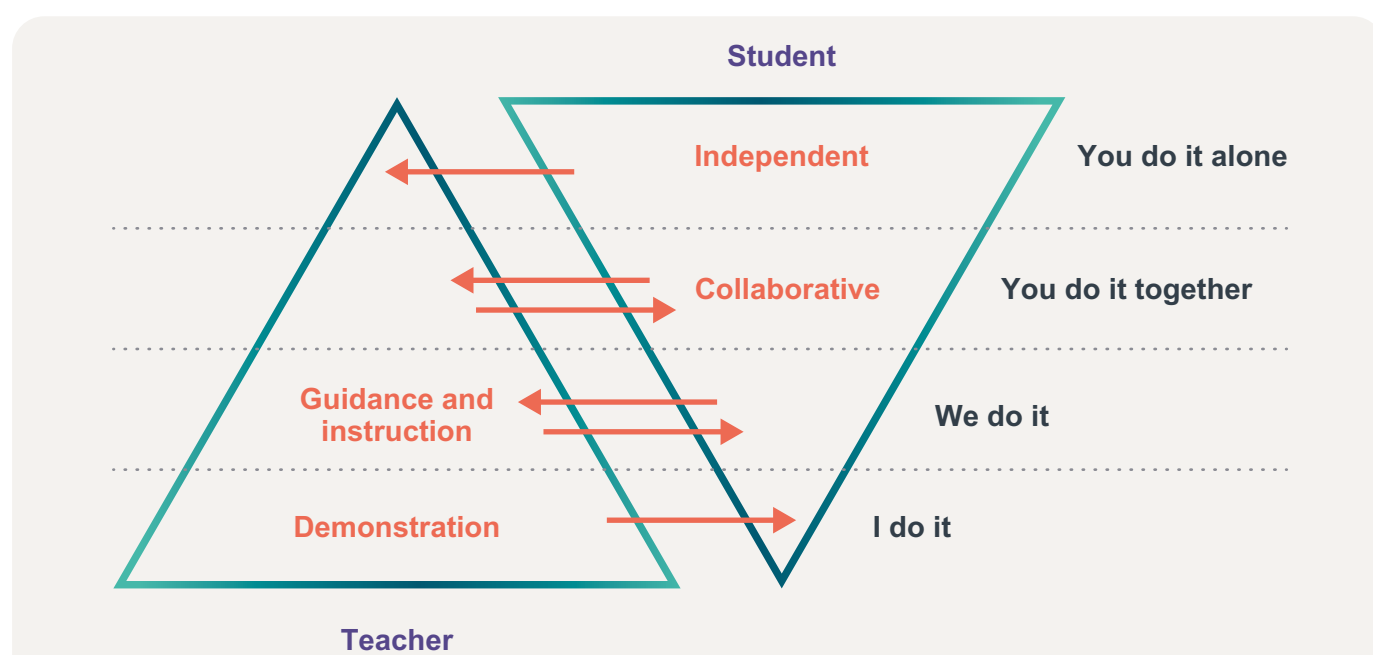 Student
Independent
You do it alone
Collaborative
You do it together
Guidance and
instruction
We do it
Demonstration
I do it
Teacher